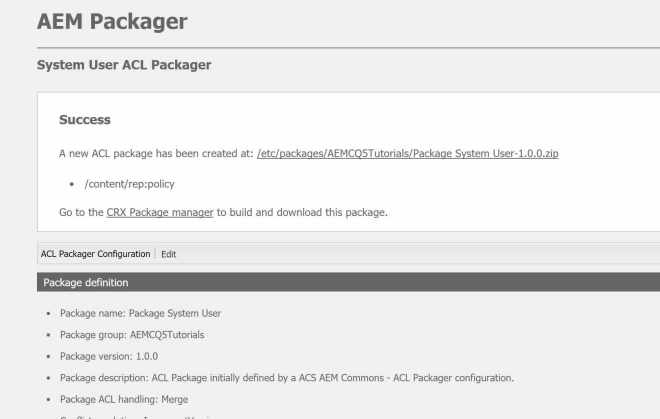 AEM Packager
System User ACL Packager
Success
A new ACL package has been created at: /etc/packages/AEMCQ5Tutorials/Package System User-1.0.0.zip
/content/rep:policy
Go to the CRX Package manager to build and download this package.
ACL Packager Configuration Edit
Package definition
Package name: Package System User
Package group: AEMCQ5Tutorials
Package version: 1.0.0
Package description: ACL Package initially defined by a ACS AEM Commons - ACL Packager configuration.
Package ACL handling: Merge